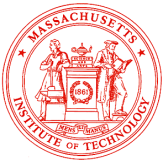 MASSACHUSETTS
INSTITUTE OF TECHNOLOGY
1861
MENS ET MANUS